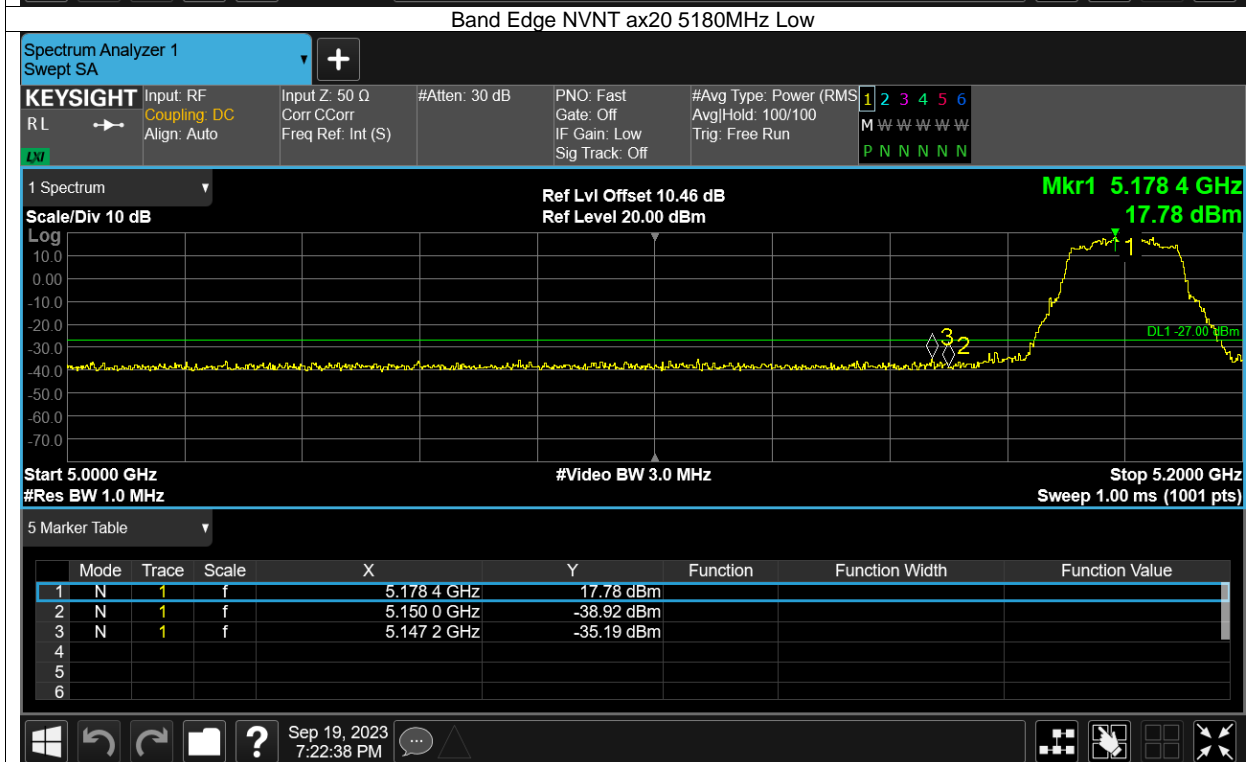 Band Edge NVNT ax20 5180MHz Low
Spectrum Analyzer 1
Swept SA
+
KEYSIGHT Input: RF Input Z: 50 Ω #Atten: 30 dB PNO: Fast #Avg Type: Power (RMS 1 2 3 4 5 6
RL Coupling: DC Corr CCorr Gate: Off Avg|Hold: 100/100 M W W W W W
Align: Auto Freq Ref: Int (S) IF Gain: Low Trig: Free Run
LXI Sig Track: Off P N N N N N
1 Spectrum Ref Lvl Offset 10.46 dB Mkr1 5.178 4 GHz
Scale/Div 10 dB Ref Level 20.00 dBm 17.78 dBm
Log
10.0
0.00
-10.0
-20.0
-30.0
-40.0
-50.0
-60.0
-70.0
1
DL1 -27.00 dBm
3
2
Start 5.0000 GHz #Video BW 3.0 MHz Stop 5.2000 GHz
#Res BW 1.0 MHz Sweep 1.00 ms (1001 pts)
5 Marker Table
Mode Trace Scale X Y Function Function Width Function Value
1 N 1 f 5.178 4 GHz 17.78 dBm
2 N 1 f 5.150 0 GHz -38.92 dBm
3 N 1 f 5.147 2 GHz -35.19 dBm
4
5
6
? Sep 19, 2023
7:22:38 PM